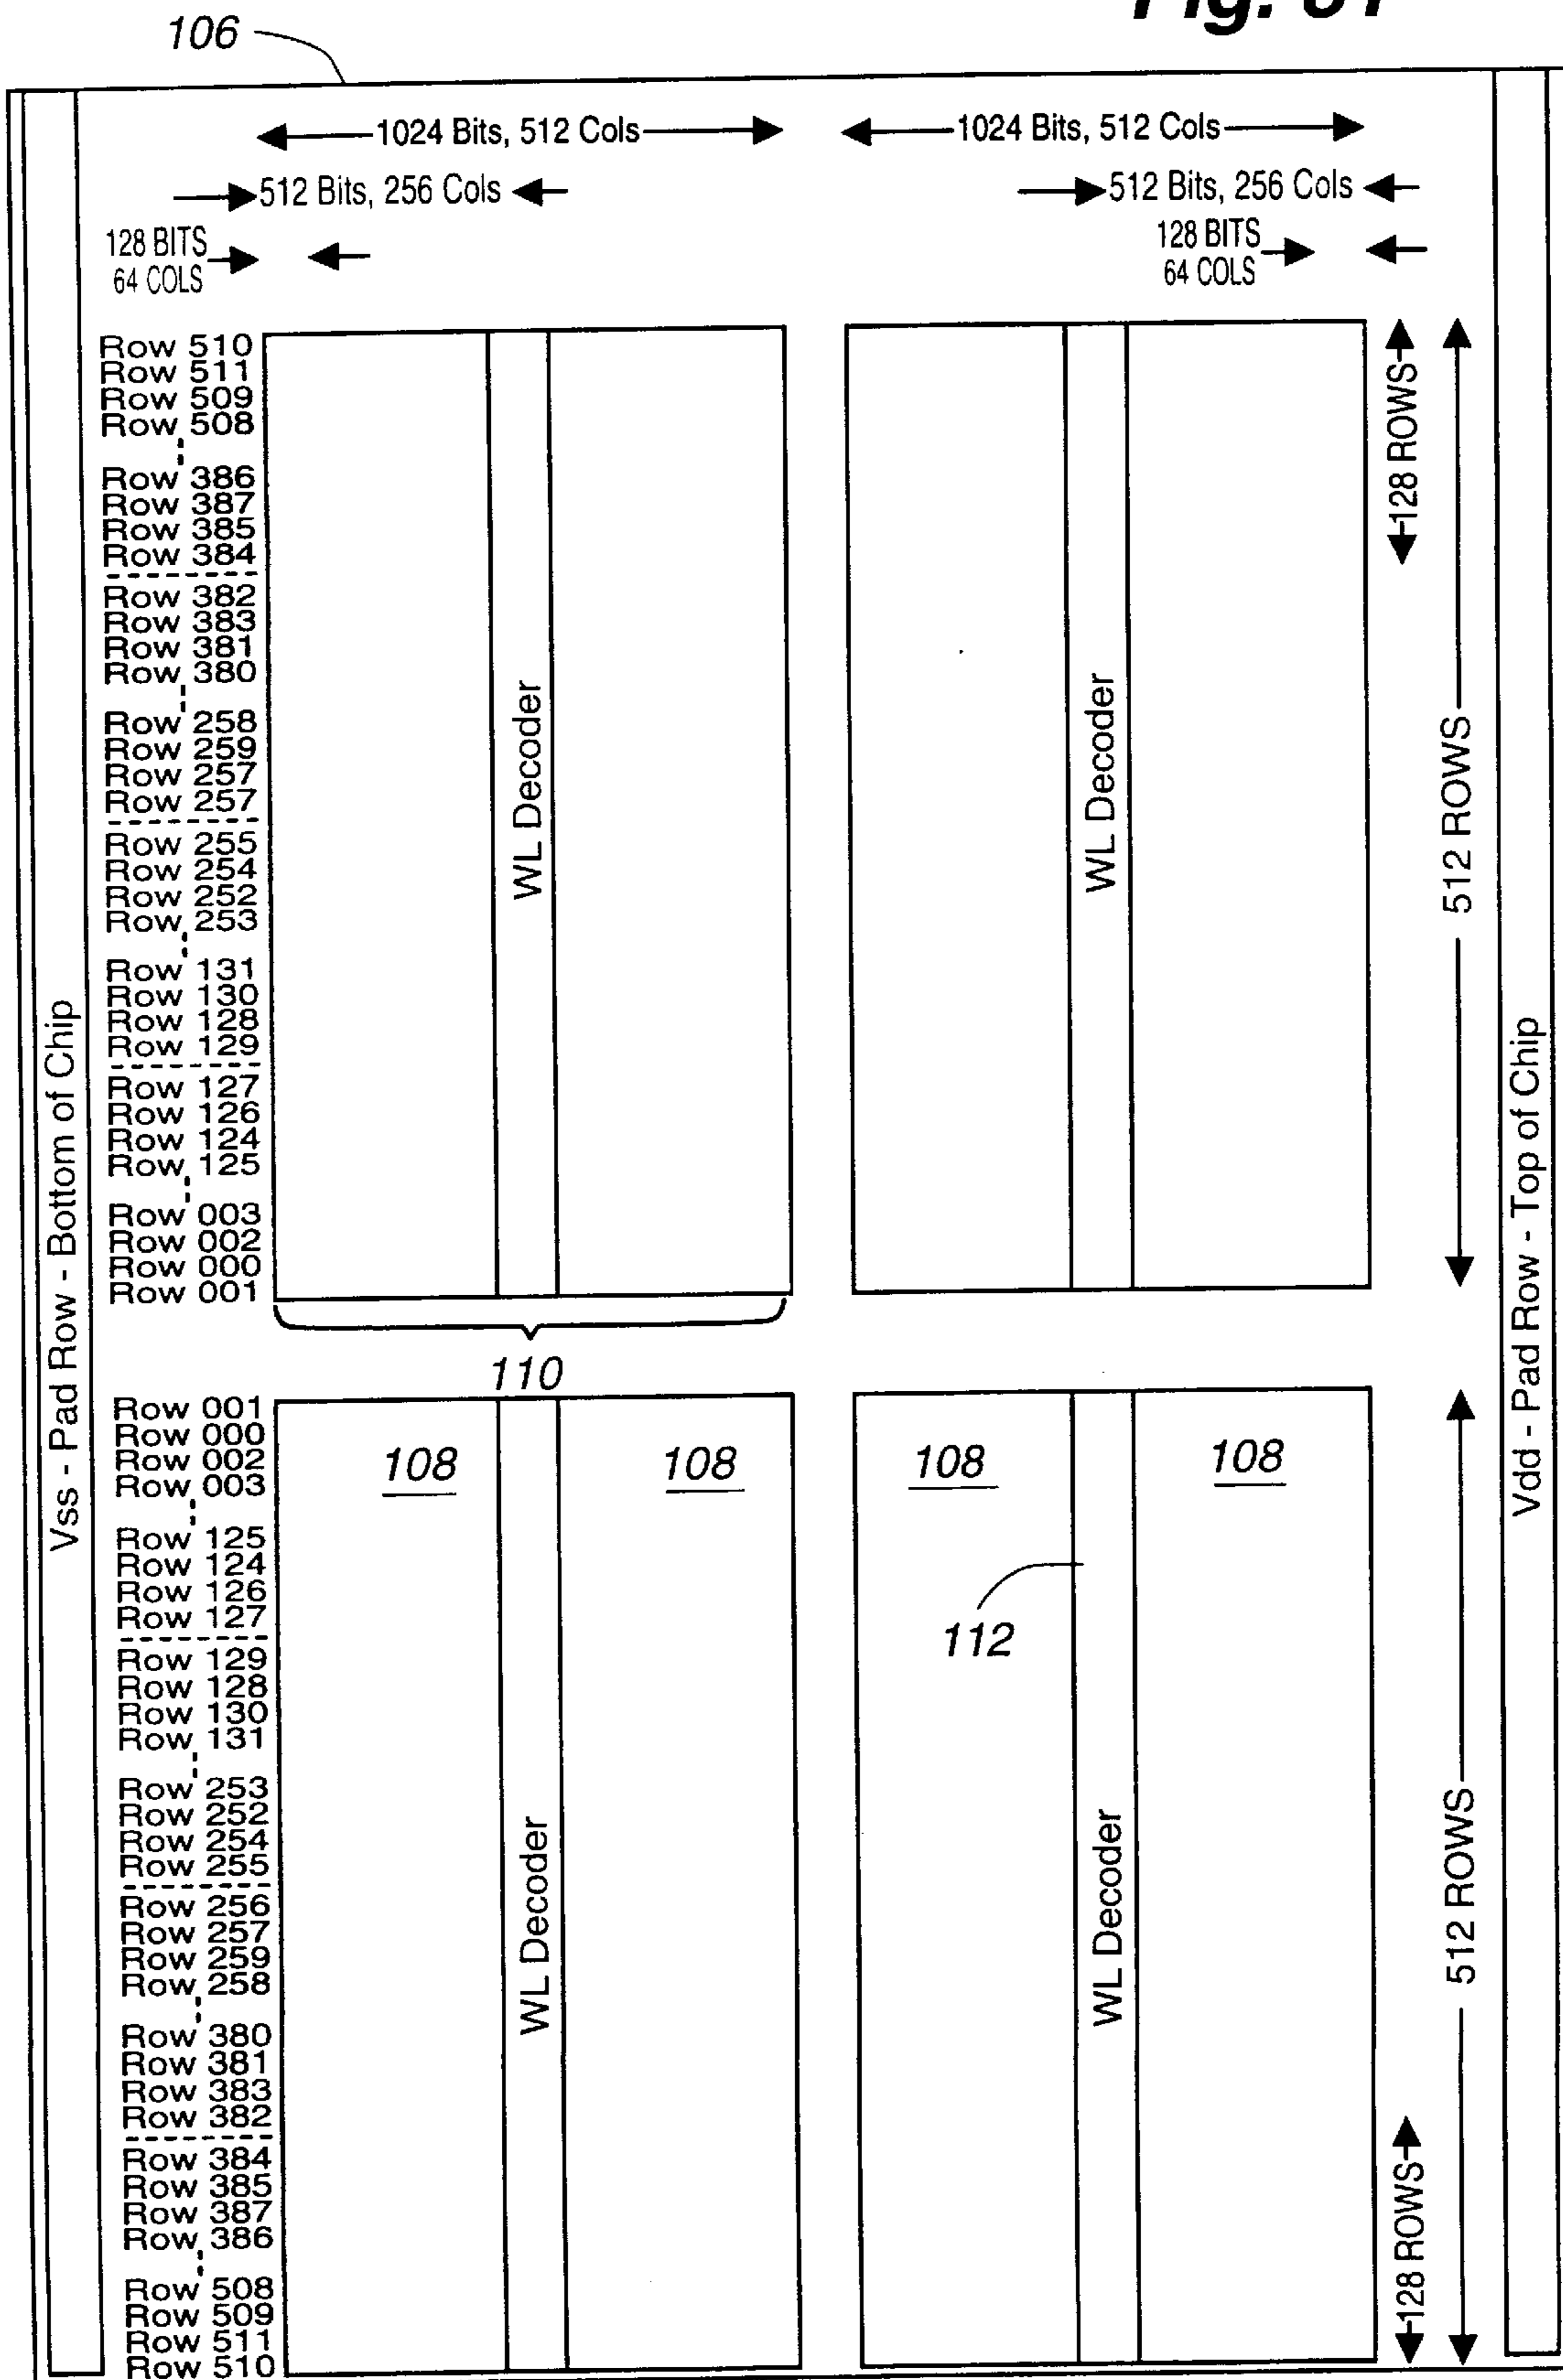 Fig. 31
106
1024 Bits, 512 Cols
1024 Bits, 512 Cols
512 Bits, 256 Cols
512 Bits, 256 Cols
128 BITS
64 COLS
128 BITS
64 COLS
Row 510
Row 511
Row 509
Row 508
Row 386
Row 387
Row 385
Row 384
Row 382
Row 383
Row 381
Row 380
Row 258
Row 259
Row 257
Row 257
Row 255
Row 254
Row 252
Row 253
Row 131
Row 130
Row 128
Row 129
Row 127
Row 126
Row 124
Row 125
Row 003
Row 002
Row 000
Row 001
WL Decoder
WL Decoder
128 ROWS
512 ROWS
Vss - Pad Row - Bottom of Chip
Vdd - Pad Row - Top of Chip
110
Row 001
Row 000
Row 002
Row 003
Row 125
Row 124
Row 126
Row 127
Row 129
Row 128
Row 130
Row 131
Row 253
Row 252
Row 254
Row 255
Row 256
Row 257
Row 259
Row 258
Row 380
Row 381
Row 383
Row 382
Row 384
Row 385
Row 387
Row 386
Row 508
Row 509
Row 511
Row 510
108
108
108
108
112
WL Decoder
WL Decoder
128 ROWS
512 ROWS